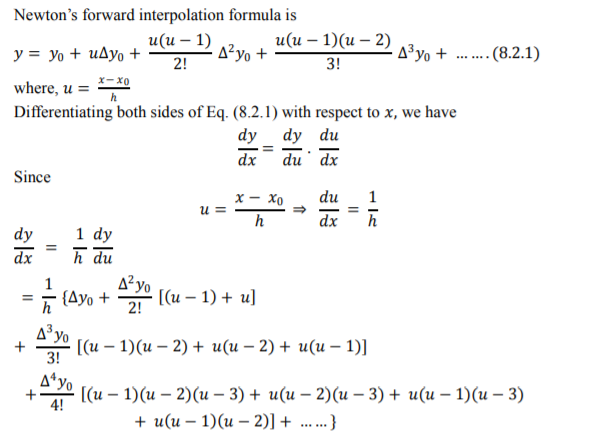 Newton's forward interpolation formula is
y = y₀ + uΔy₀ + u(u − 1)/2! Δ²y₀ + u(u − 1)(u − 2)/3! Δ³y₀ + … … . (8.2.1)
where, u = x − x₀/h
Differentiating both sides of Eq. (8.2.1) with respect to x, we have
dy/dx = dy/du . du/dx
Since
u = x − x₀/h ⇒ du/dx = 1/h
dy/dx = 1/h dy/du
= 1/h {Δy₀ + Δ²y₀/2! [(u − 1) + u]
+ Δ³y₀/3! [(u − 1)(u − 2) + u(u − 2) + u(u − 1)]
+ Δ⁴y₀/4! [(u − 1)(u − 2)(u − 3) + u(u − 2)(u − 3) + u(u − 1)(u − 3)
+ u(u − 1)(u − 2)] + … … }